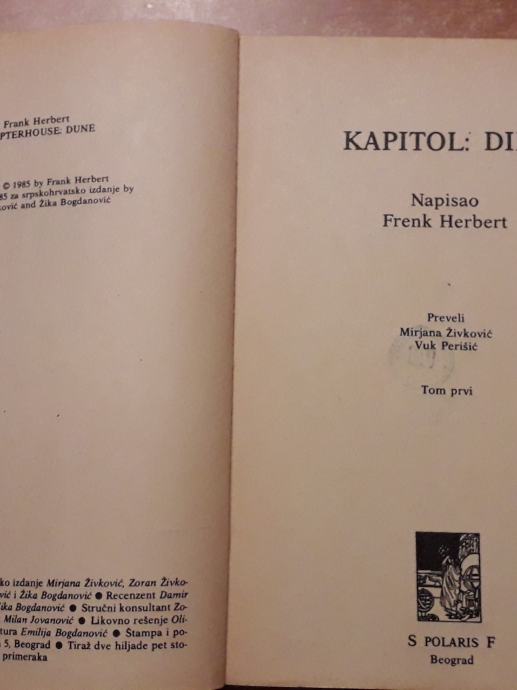 Frank Herbert
PTERHOUSE: DUNE
© 1985 by Frank Herbert
85 za srpskohrvatsko izdanje by
ković and Žika Bogdanović
ko izdanje Mirjana Živković, Zoran Živko-
vić i Žika Bogdanović ● Recenzent Damir
ika Bogdanović ● Stručni konsultant Zo-
Milan Jovanović ● Likovno rešenje Oli-
tura Emilija Bogdanović ● Štampa i po-
5, Beograd ● Tiraž dve hiljade pet sto-
primeraka
KAPITOL: DI
Napisao
Frenk Herbert
Preveli
Mirjana Živković
Vuk Perišić
Tom prvi
S POLARIS F
Beograd